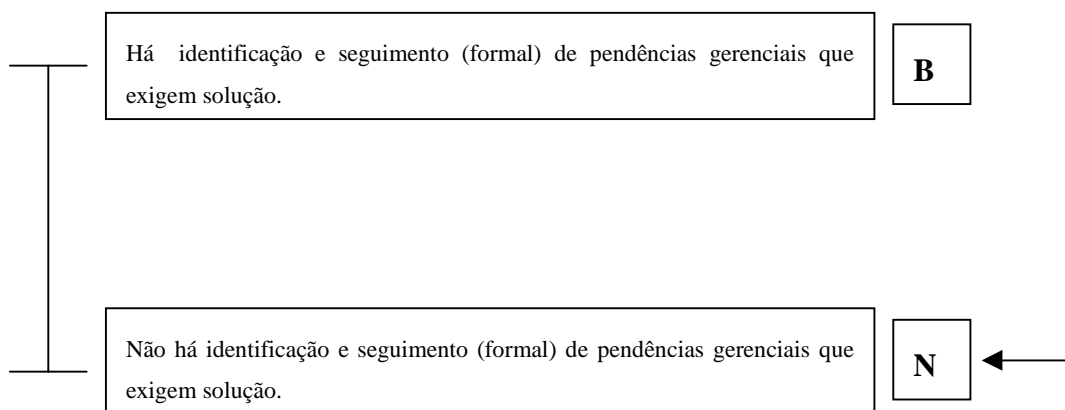 Há identificação e seguimento (formal) de pendências gerenciais que
exigem solução.
B
Não há identificação e seguimento (formal) de pendências gerenciais que
exigem solução.
N